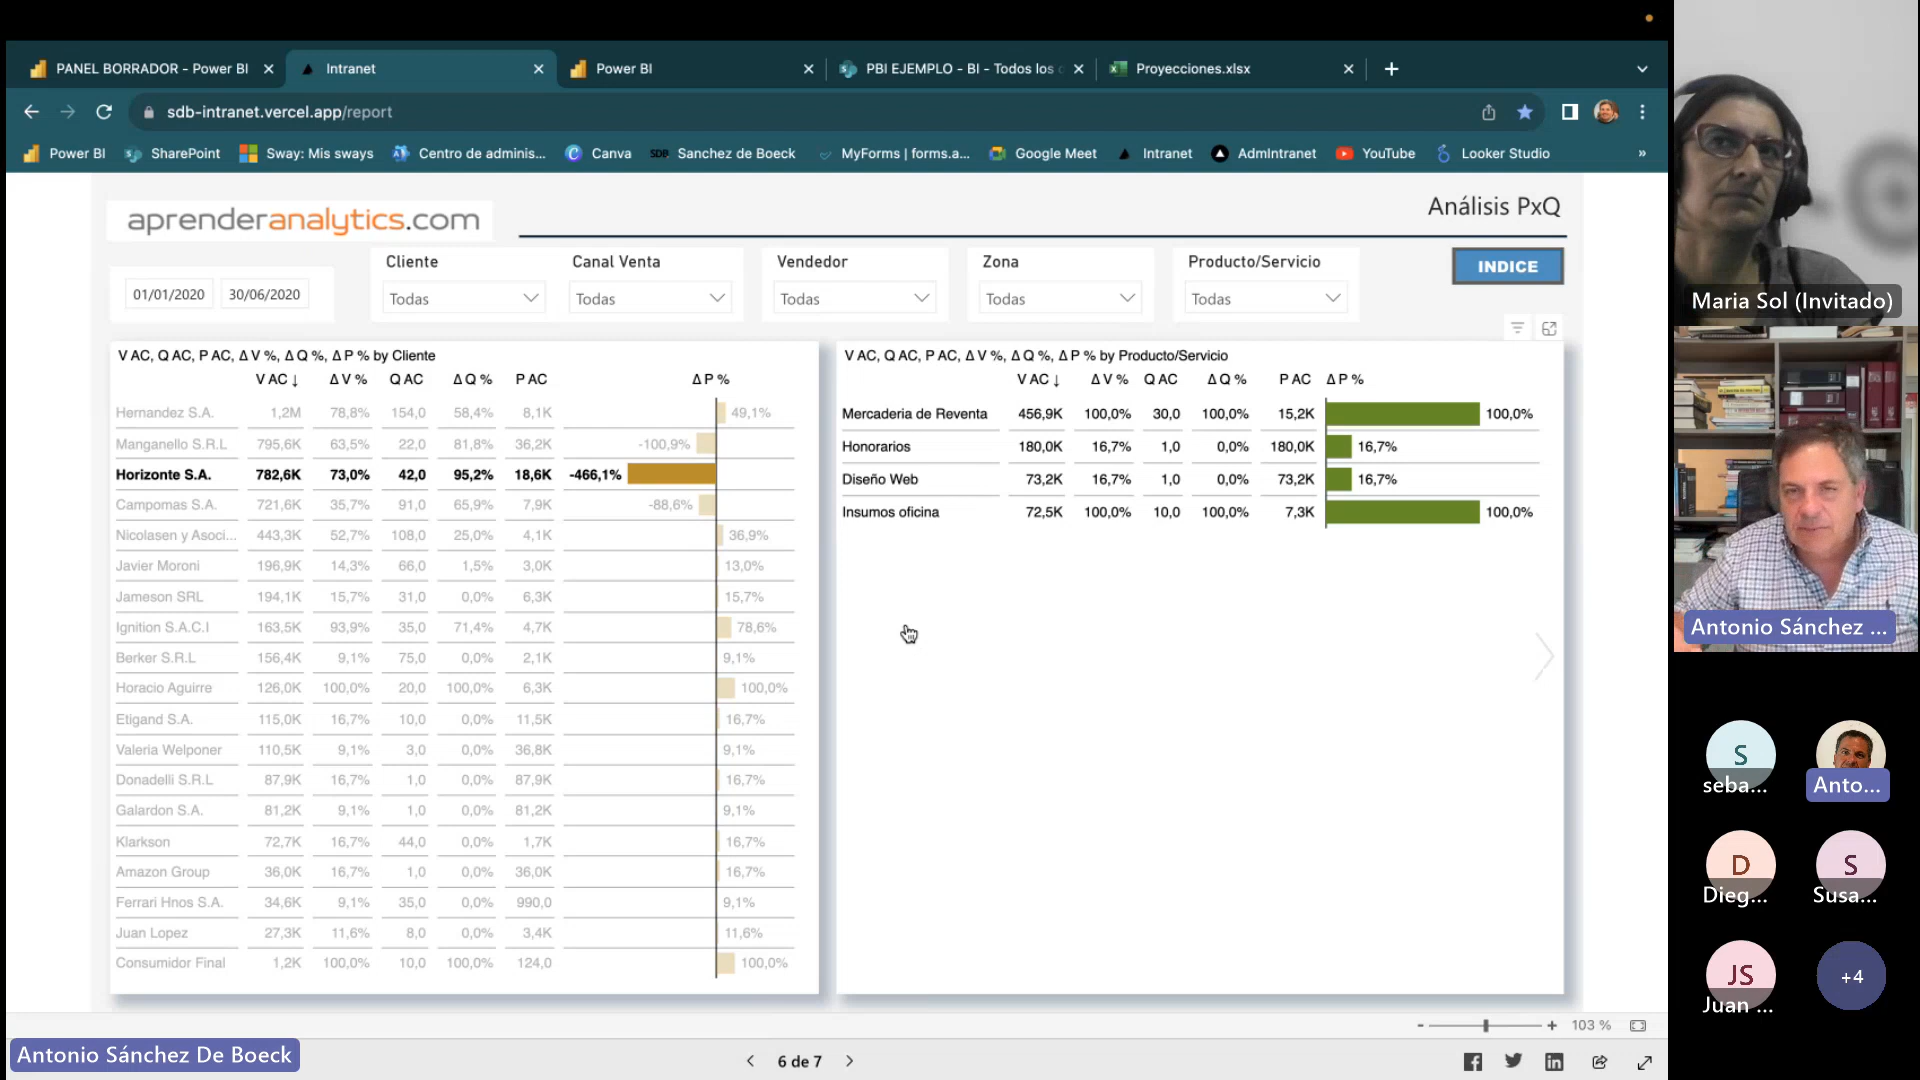 PANEL BORRADOR - Power BI
Intranet
Power BI
PBI EJEMPLO - BI - Todos los
Proyecciones.xlsx
sdb-intranet.vercel.app/report
Power BI
SharePoint
Sway: Mis sways
Centro de adminis...
Canva
SDB Sanchez de Boeck
MyForms | forms.a...
Google Meet
Intranet
AdmIntranet
YouTube
Looker Studio
»
aprenderanalytics.com
Análisis PxQ
01/01/2020 30/06/2020
Cliente
Todas
Canal Venta
Todas
Vendedor
Todas
Zona
Todas
Producto/Servicio
Todas
INDICE
V AC, Q AC, P AC, Δ V %, Δ Q %, Δ P % by Cliente
V AC ↓ Δ V % Q AC Δ Q % P AC Δ P %
Hernandez S.A. 1,2M 78,8% 154,0 58,4% 8,1K 49,1%
Manganello S.R.L 795,6K 63,5% 22,0 81,8% 36,2K -100,9%
Horizonte S.A. 782,6K 73,0% 42,0 95,2% 18,6K -466,1%
Campomas S.A. 721,6K 35,7% 91,0 65,9% 7,9K -88,6%
Nicolasen y Asoci... 443,3K 52,7% 108,0 25,0% 4,1K 36,9%
Javier Moroni 196,9K 14,3% 66,0 1,5% 3,0K 13,0%
Jameson SRL 194,1K 15,7% 31,0 0,0% 6,3K 15,7%
Ignition S.A.C.I 163,5K 93,9% 35,0 71,4% 4,7K 78,6%
Berker S.R.L 156,4K 9,1% 75,0 0,0% 2,1K 9,1%
Horacio Aguirre 126,0K 100,0% 20,0 100,0% 6,3K 100,0%
Etigand S.A. 115,0K 16,7% 10,0 0,0% 11,5K 16,7%
Valeria Welponer 110,5K 9,1% 3,0 0,0% 36,8K 9,1%
Donadelli S.R.L 87,9K 16,7% 1,0 0,0% 87,9K 16,7%
Galardon S.A. 81,2K 9,1% 1,0 0,0% 81,2K 9,1%
Klarkson 72,7K 16,7% 44,0 0,0% 1,7K 16,7%
Amazon Group 36,0K 16,7% 1,0 0,0% 36,0K 16,7%
Ferrari Hnos S.A. 34,6K 9,1% 35,0 0,0% 990,0 9,1%
Juan Lopez 27,3K 11,6% 8,0 0,0% 3,4K 11,6%
Consumidor Final 1,2K 100,0% 10,0 100,0% 124,0 100,0%
V AC, Q AC, P AC, Δ V %, Δ Q %, Δ P % by Producto/Servicio
V AC ↓ Δ V % Q AC Δ Q % P AC Δ P %
Mercaderia de Reventa 456,9K 100,0% 30,0 100,0% 15,2K 100,0%
Honorarios 180,0K 16,7% 1,0 0,0% 180,0K 16,7%
Diseño Web 73,2K 16,7% 1,0 0,0% 73,2K 16,7%
Insumos oficina 72,5K 100,0% 10,0 100,0% 7,3K 100,0%
- + 103 %
6 de 7
Antonio Sánchez De Boeck
Maria Sol (Invitado)
Antonio Sánchez ...
S
seba...
Anto...
D
Dieg...
S
Susa...
JS
Juan ...
+4